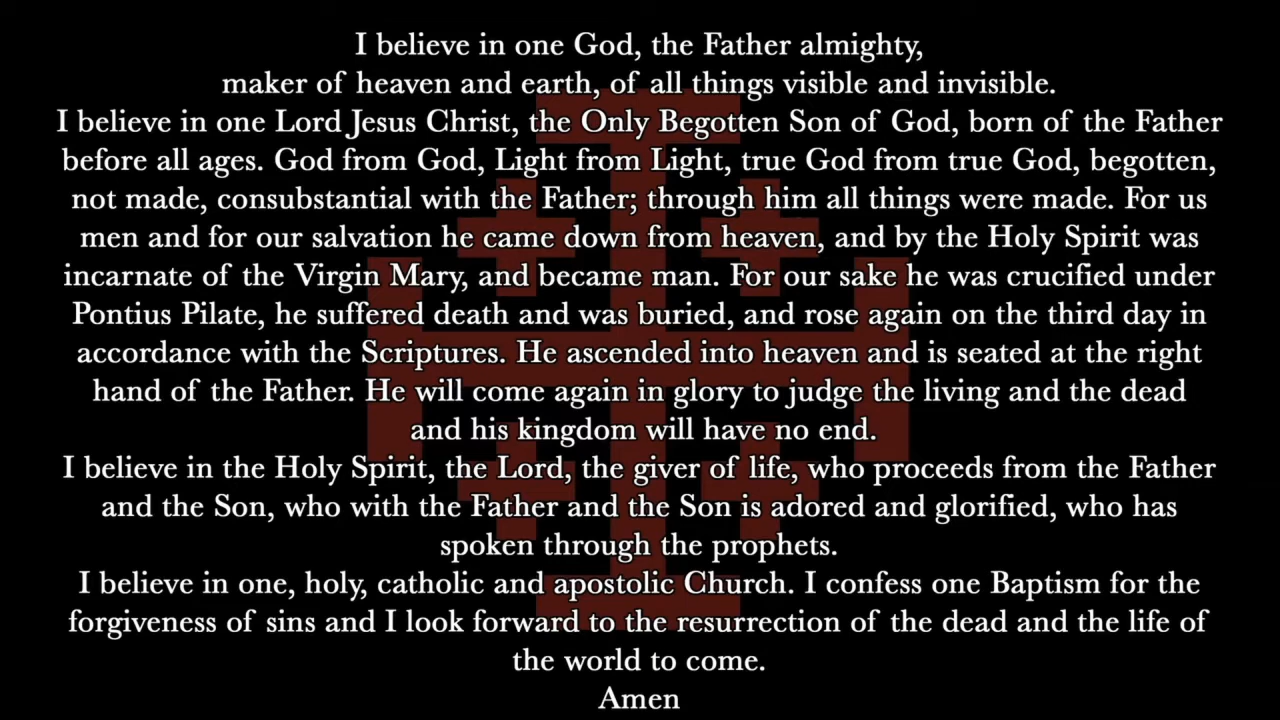 I believe in one God, the Father almighty,
maker of heaven and earth, of all things visible and invisible.
I believe in one Lord Jesus Christ, the Only Begotten Son of God, born of the Father
before all ages. God from God, Light from Light, true God from true God, begotten,
not made, consubstantial with the Father; through him all things were made. For us
men and for our salvation he came down from heaven, and by the Holy Spirit was
incarnate of the Virgin Mary, and became man. For our sake he was crucified under
Pontius Pilate, he suffered death and was buried, and rose again on the third day in
accordance with the Scriptures. He ascended into heaven and is seated at the right
hand of the Father. He will come again in glory to judge the living and the dead
and his kingdom will have no end.
I believe in the Holy Spirit, the Lord, the giver of life, who proceeds from the Father
and the Son, who with the Father and the Son is adored and glorified, who has
spoken through the prophets.
I believe in one, holy, catholic and apostolic Church. I confess one Baptism for the
forgiveness of sins and I look forward to the resurrection of the dead and the life of
the world to come.
Amen